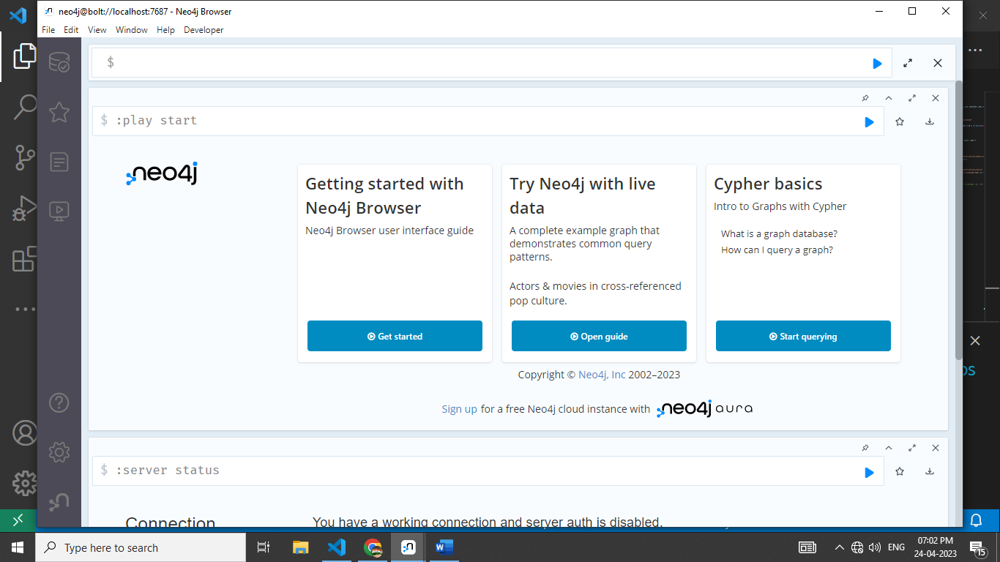 neo4j@bolt://localhost:7687 - Neo4j Browser
File Edit View Window Help Developer
$
$ :play start
neo4j
Getting started with
Neo4j Browser
Neo4j Browser user interface guide
Get started
Try Neo4j with live
data
A complete example graph that
demonstrates common query
patterns.
Actors & movies in cross-referenced
pop culture.
Open guide
Cypher basics
Intro to Graphs with Cypher
What is a graph database?
How can I query a graph?
Start querying
Copyright © Neo4j, Inc 2002–2023
Sign up for a free Neo4j cloud instance with neo4j aura
$ :server status
Connection
You have a working connection and server auth is disabled.
Type here to search
ENG
07:02 PM
24-04-2023
15